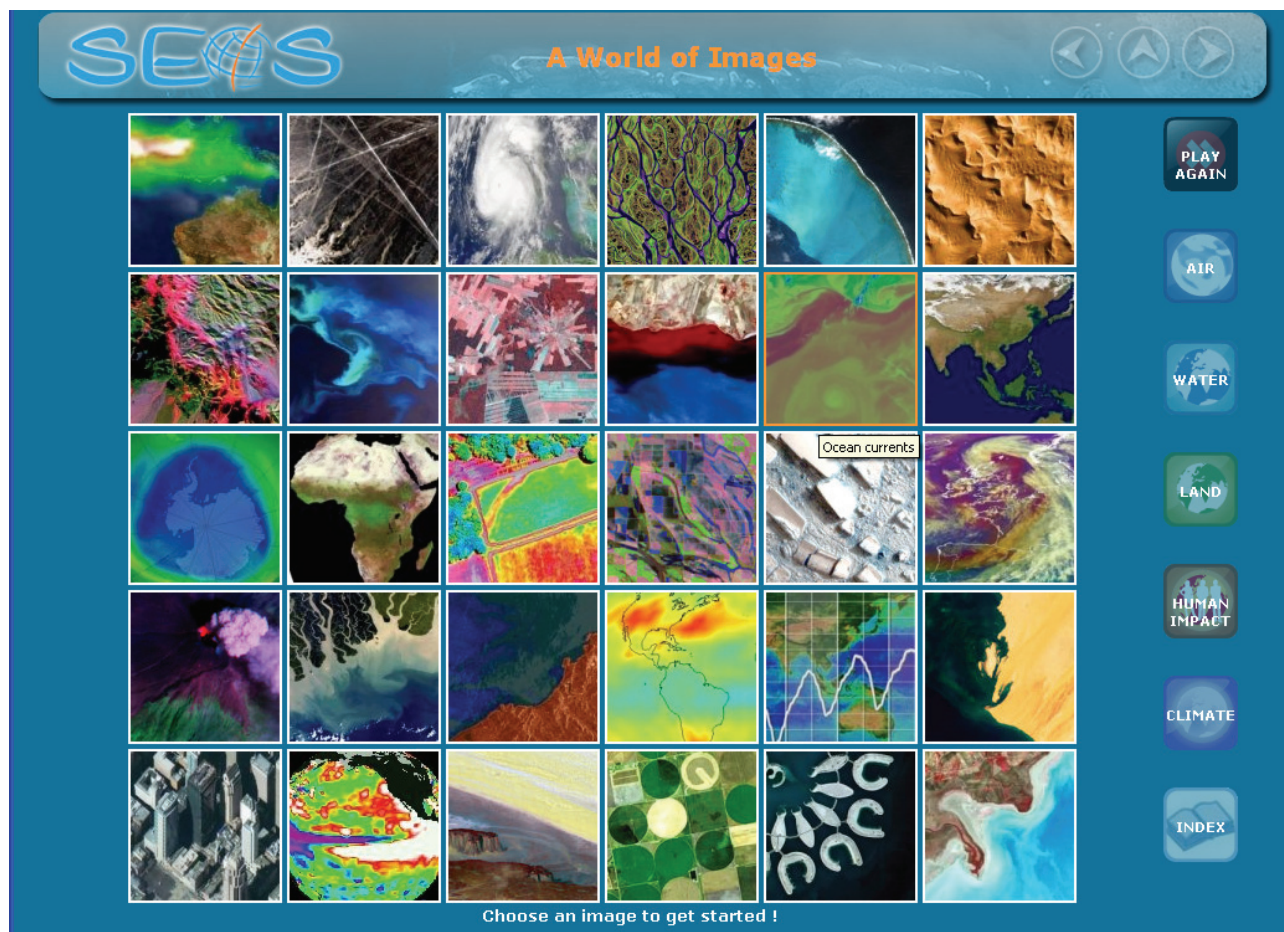 SEOS
A World of Images
PLAY
AGAIN
AIR
WATER
Ocean currents
LAND
HUMAN
IMPACT
CLIMATE
INDEX
Choose an image to get started !